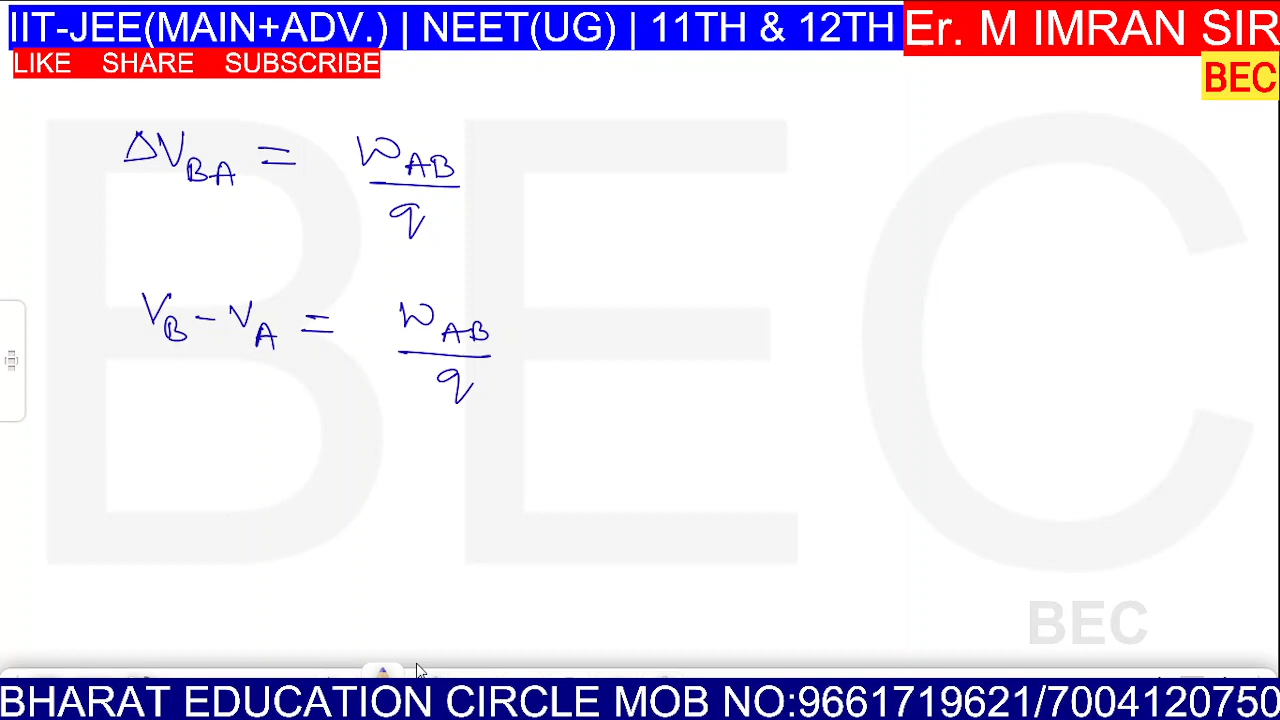 IIT-JEE(MAIN+ADV.) | NEET(UG) | 11TH & 12TH Er. M IMRAN SIR
LIKE SHARE SUBSCRIBE
BEC
ΔV_BA = W_AB / q
V_B - V_A = W_AB / q
BEC
BEC
BHARAT EDUCATION CIRCLE MOB NO:9661719621/7004120750